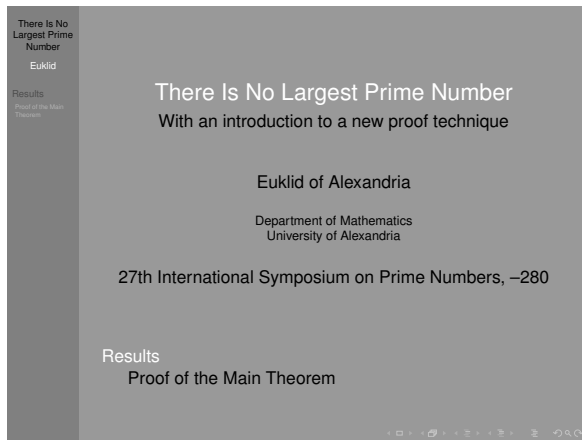 There Is No
Largest Prime
Number
Euklid
Results
Proof of the Main
Theorem
There Is No Largest Prime Number
With an introduction to a new proof technique
Euklid of Alexandria
Department of Mathematics
University of Alexandria
27th International Symposium on Prime Numbers, –280
Results
Proof of the Main Theorem